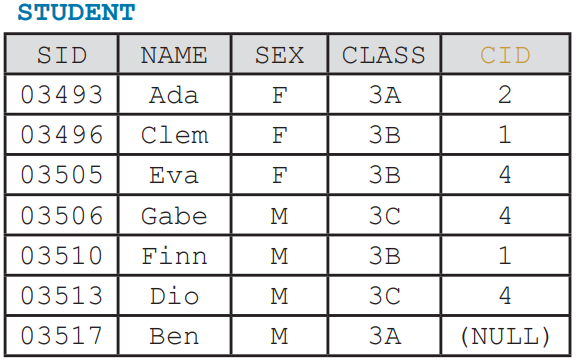 STUDENT
SID NAME SEX CLASS CID
03493 Ada F 3A 2
03496 Clem F 3B 1
03505 Eva F 3B 4
03506 Gabe M 3C 4
03510 Finn M 3B 1
03513 Dio M 3C 4
03517 Ben M 3A (NULL)